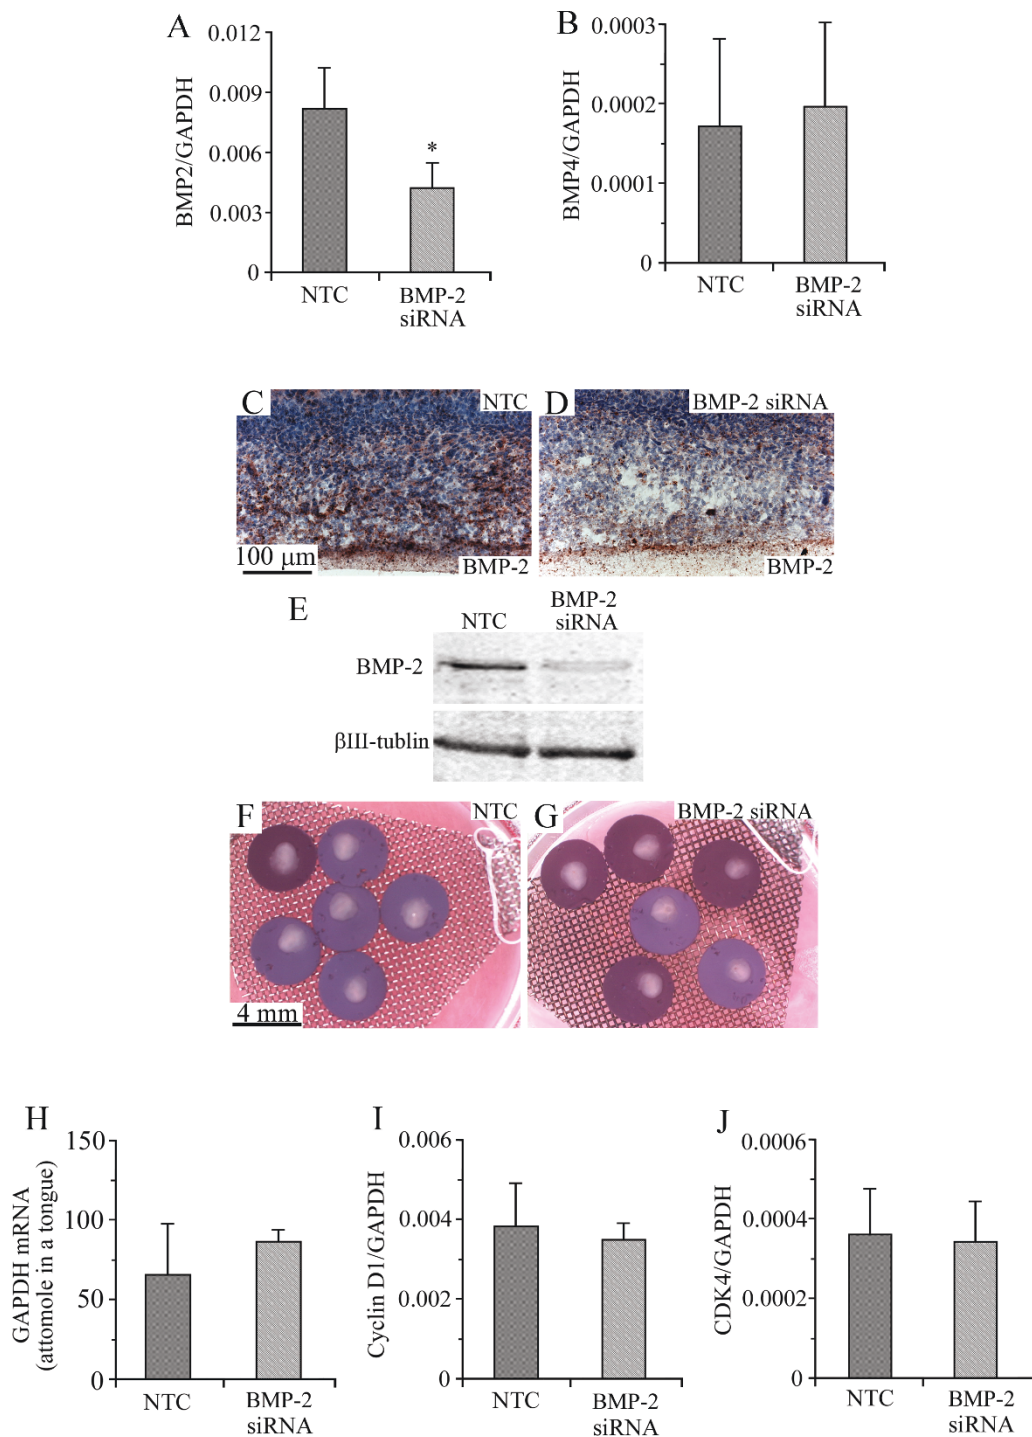 A
BMP2/GAPDH
0.012
0.009
0.006
0.003
0
*
NTC
BMP-2
siRNA
B
BMP4/GAPDH
0.0003
0.0002
0.0001
0
NTC
BMP-2
siRNA
C
NTC
100 μm
BMP-2
D
BMP-2 siRNA
BMP-2
E
NTC
BMP-2
siRNA
BMP-2
βIII-tublin
F
NTC
4 mm
G
BMP-2 siRNA
H
GAPDH mRNA
(attomole in a tongue)
150
100
50
0
NTC
BMP-2
siRNA
I
Cyclin D1/GAPDH
0.006
0.004
0.002
0
NTC
BMP-2
siRNA
J
CDK4/GAPDH
0.0006
0.0004
0.0002
0
NTC
BMP-2
siRNA